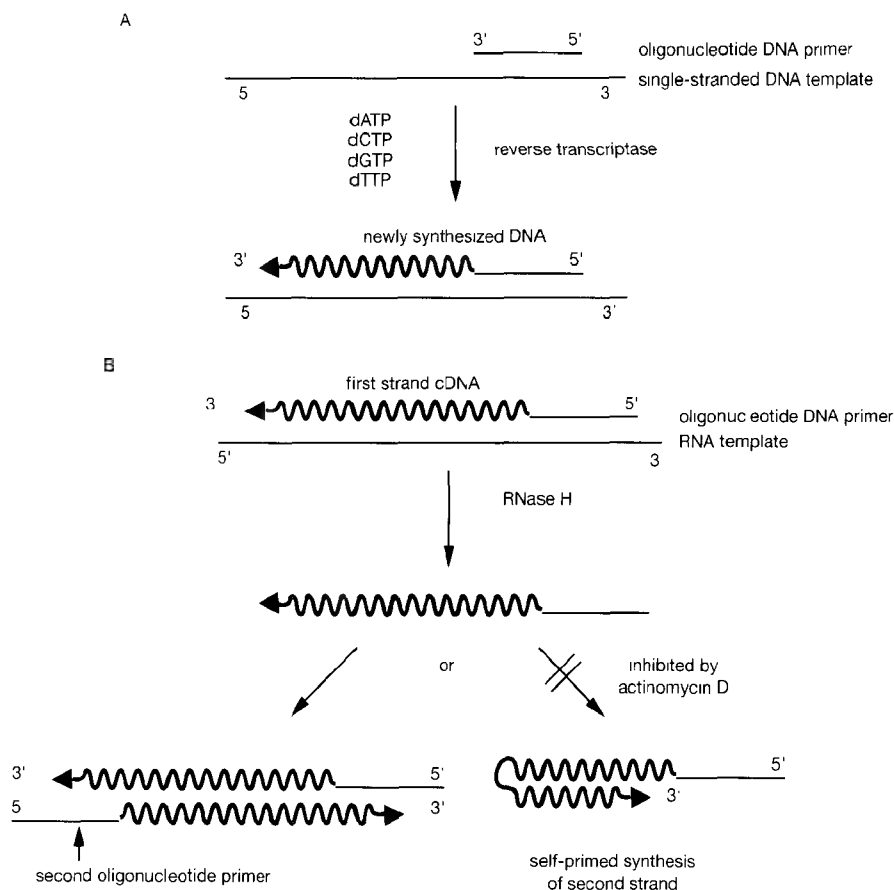 A
3' 5' oligonucleotide DNA primer
single-stranded DNA template
5 3
dATP
dCTP
dGTP
dTTP
reverse transcriptase
newly synthesized DNA
3' 5'
5 3'
B
first strand cDNA
3 5'
oligonuc eotide DNA primer
RNA template
5' 3
RNase H
or
inhibited by
actinomycin D
3' 5' 5'
5 3' 3'
second oligonucleotide primer
self-primed synthesis
of second strand